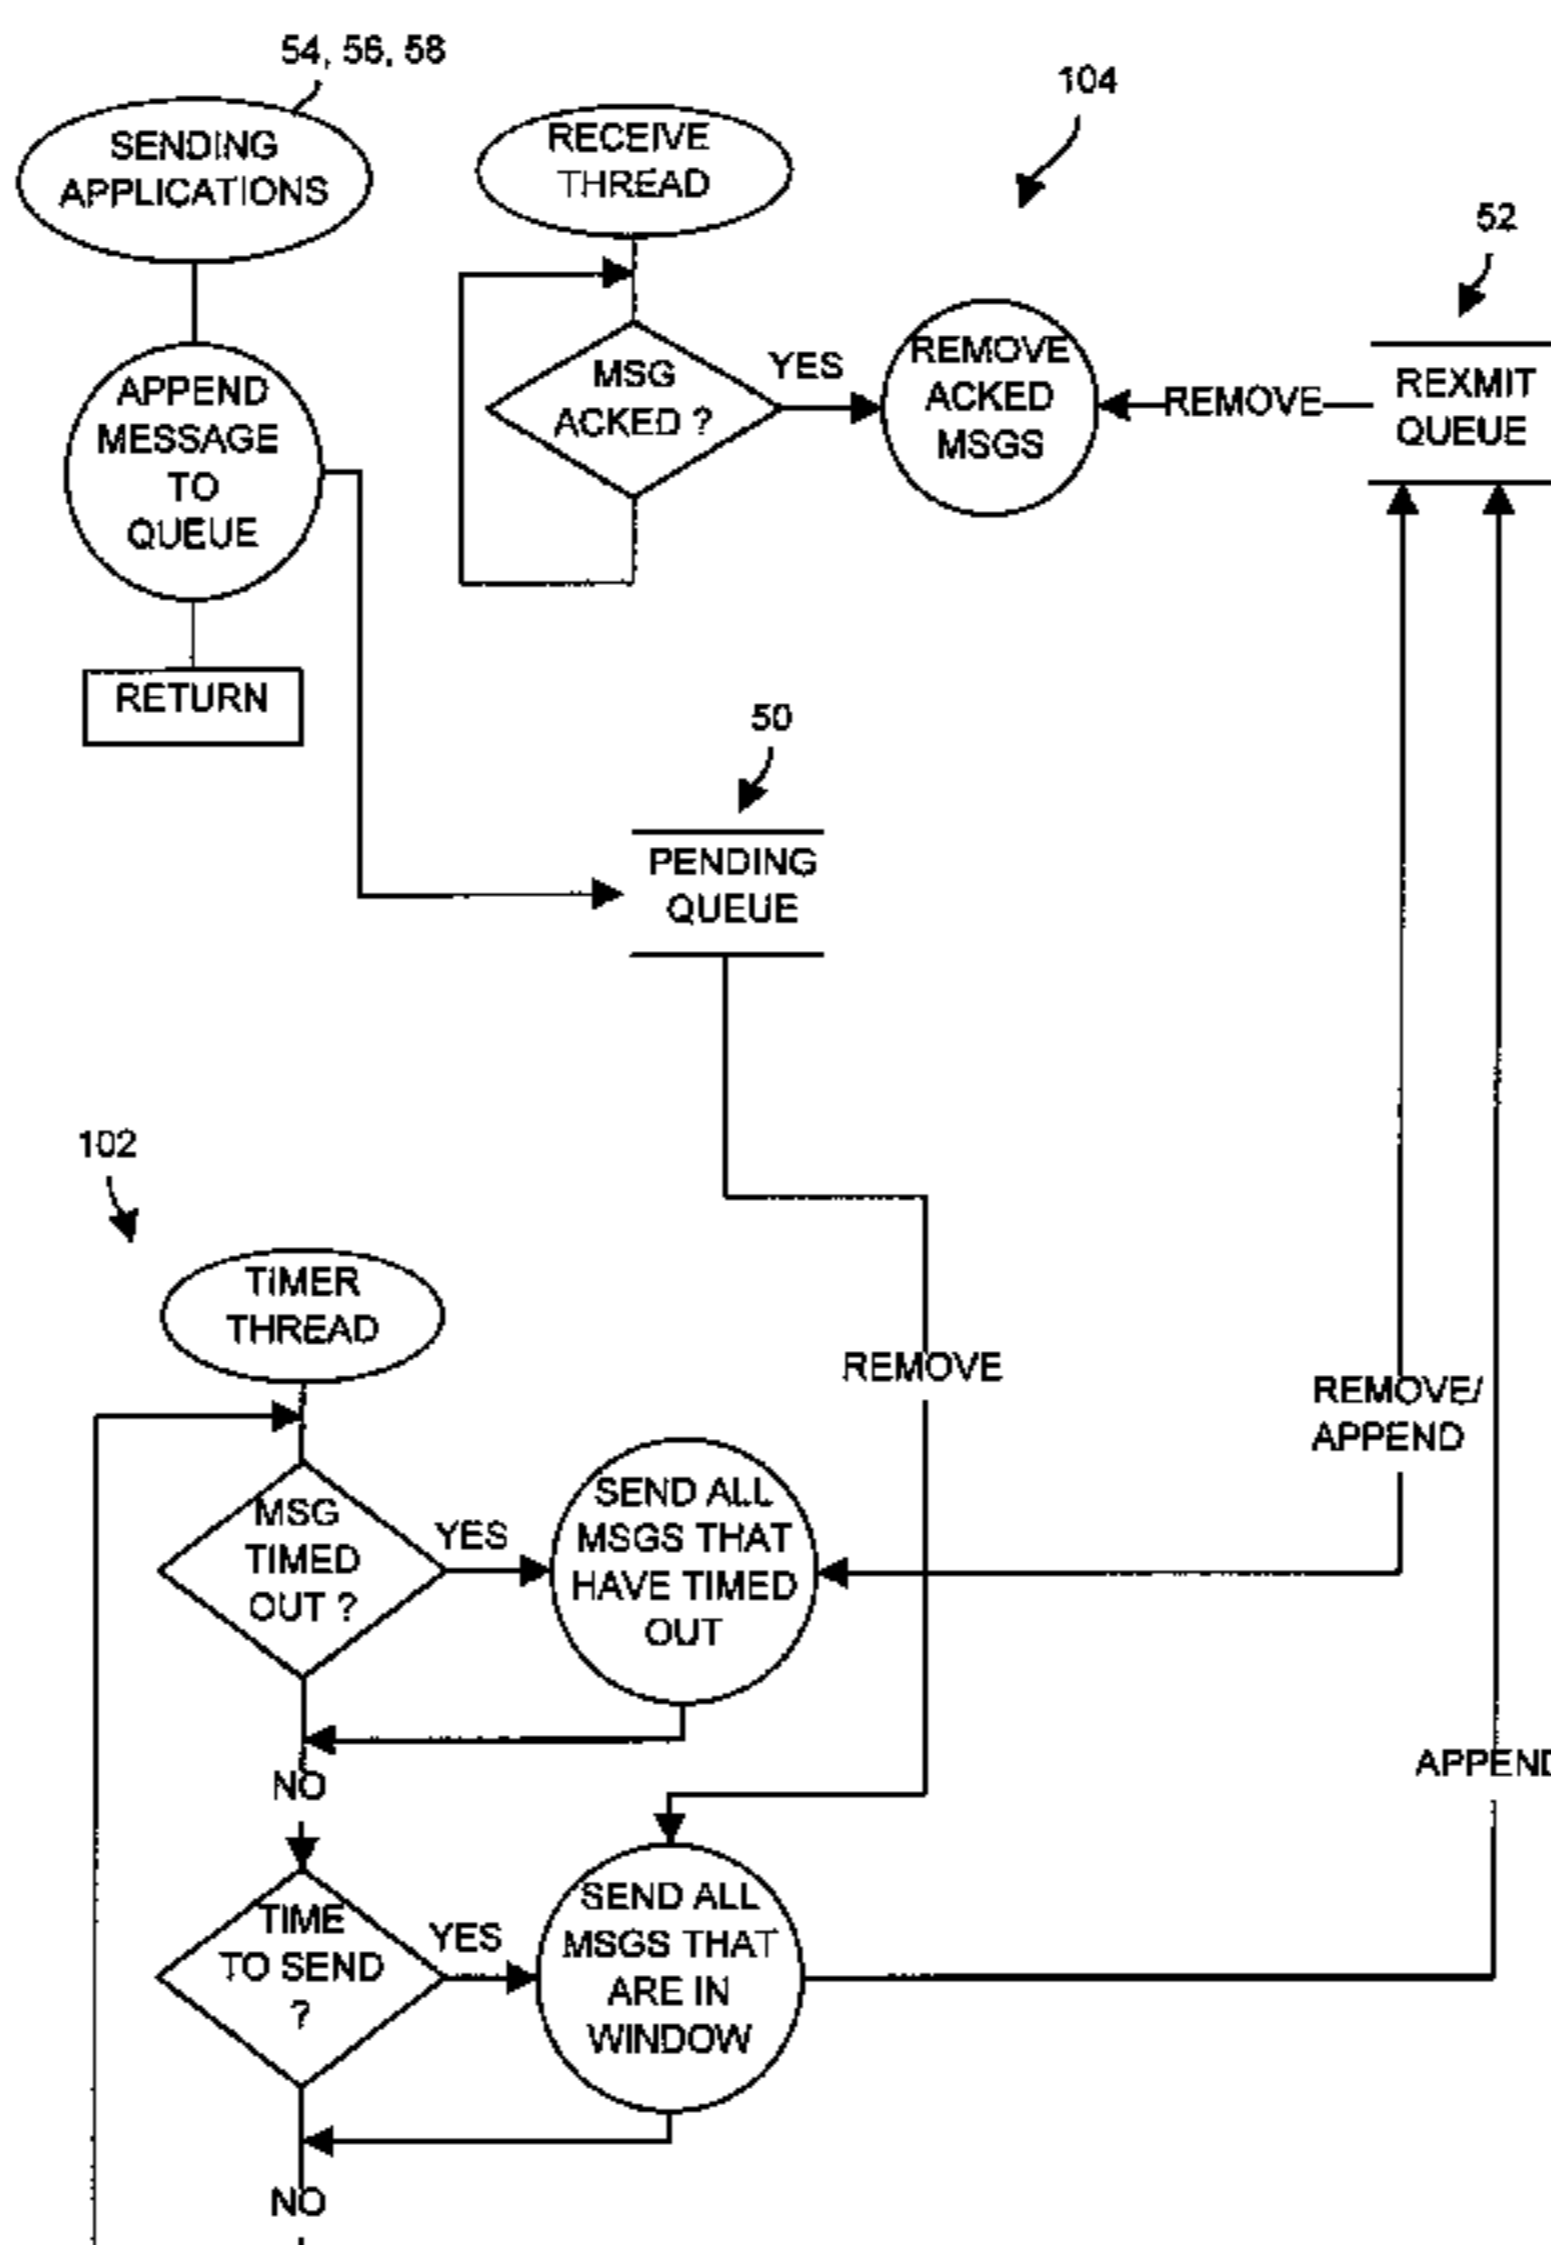 54, 56, 58
SENDING
APPLICATIONS
APPEND
MESSAGE
TO
QUEUE
RETURN
RECEIVE
THREAD
MSG
ACKED ?
YES
104
REMOVE
ACKED
MSGS
REMOVE
52
REXMIT
QUEUE
50
PENDING
QUEUE
REMOVE
102
TIMER
THREAD
MSG
TIMED
OUT ?
YES
SEND ALL
MSGS THAT
HAVE TIMED
OUT
REMOVE/
APPEND
NO
TIME
TO SEND
?
YES
SEND ALL
MSGS THAT
ARE IN
WINDOW
APPEND
NO